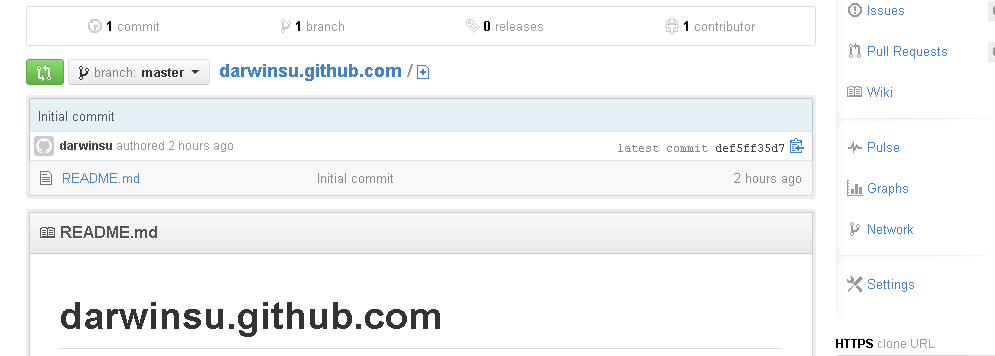 1 commit 1 branch 0 releases 1 contributor
branch: master darwinsu.github.com /
Initial commit
darwinsu authored 2 hours ago latest commit def5ff35d7
README.md Initial commit 2 hours ago
README.md
darwinsu.github.com
Issues
Pull Requests
Wiki
Pulse
Graphs
Network
Settings
HTTPS clone URL